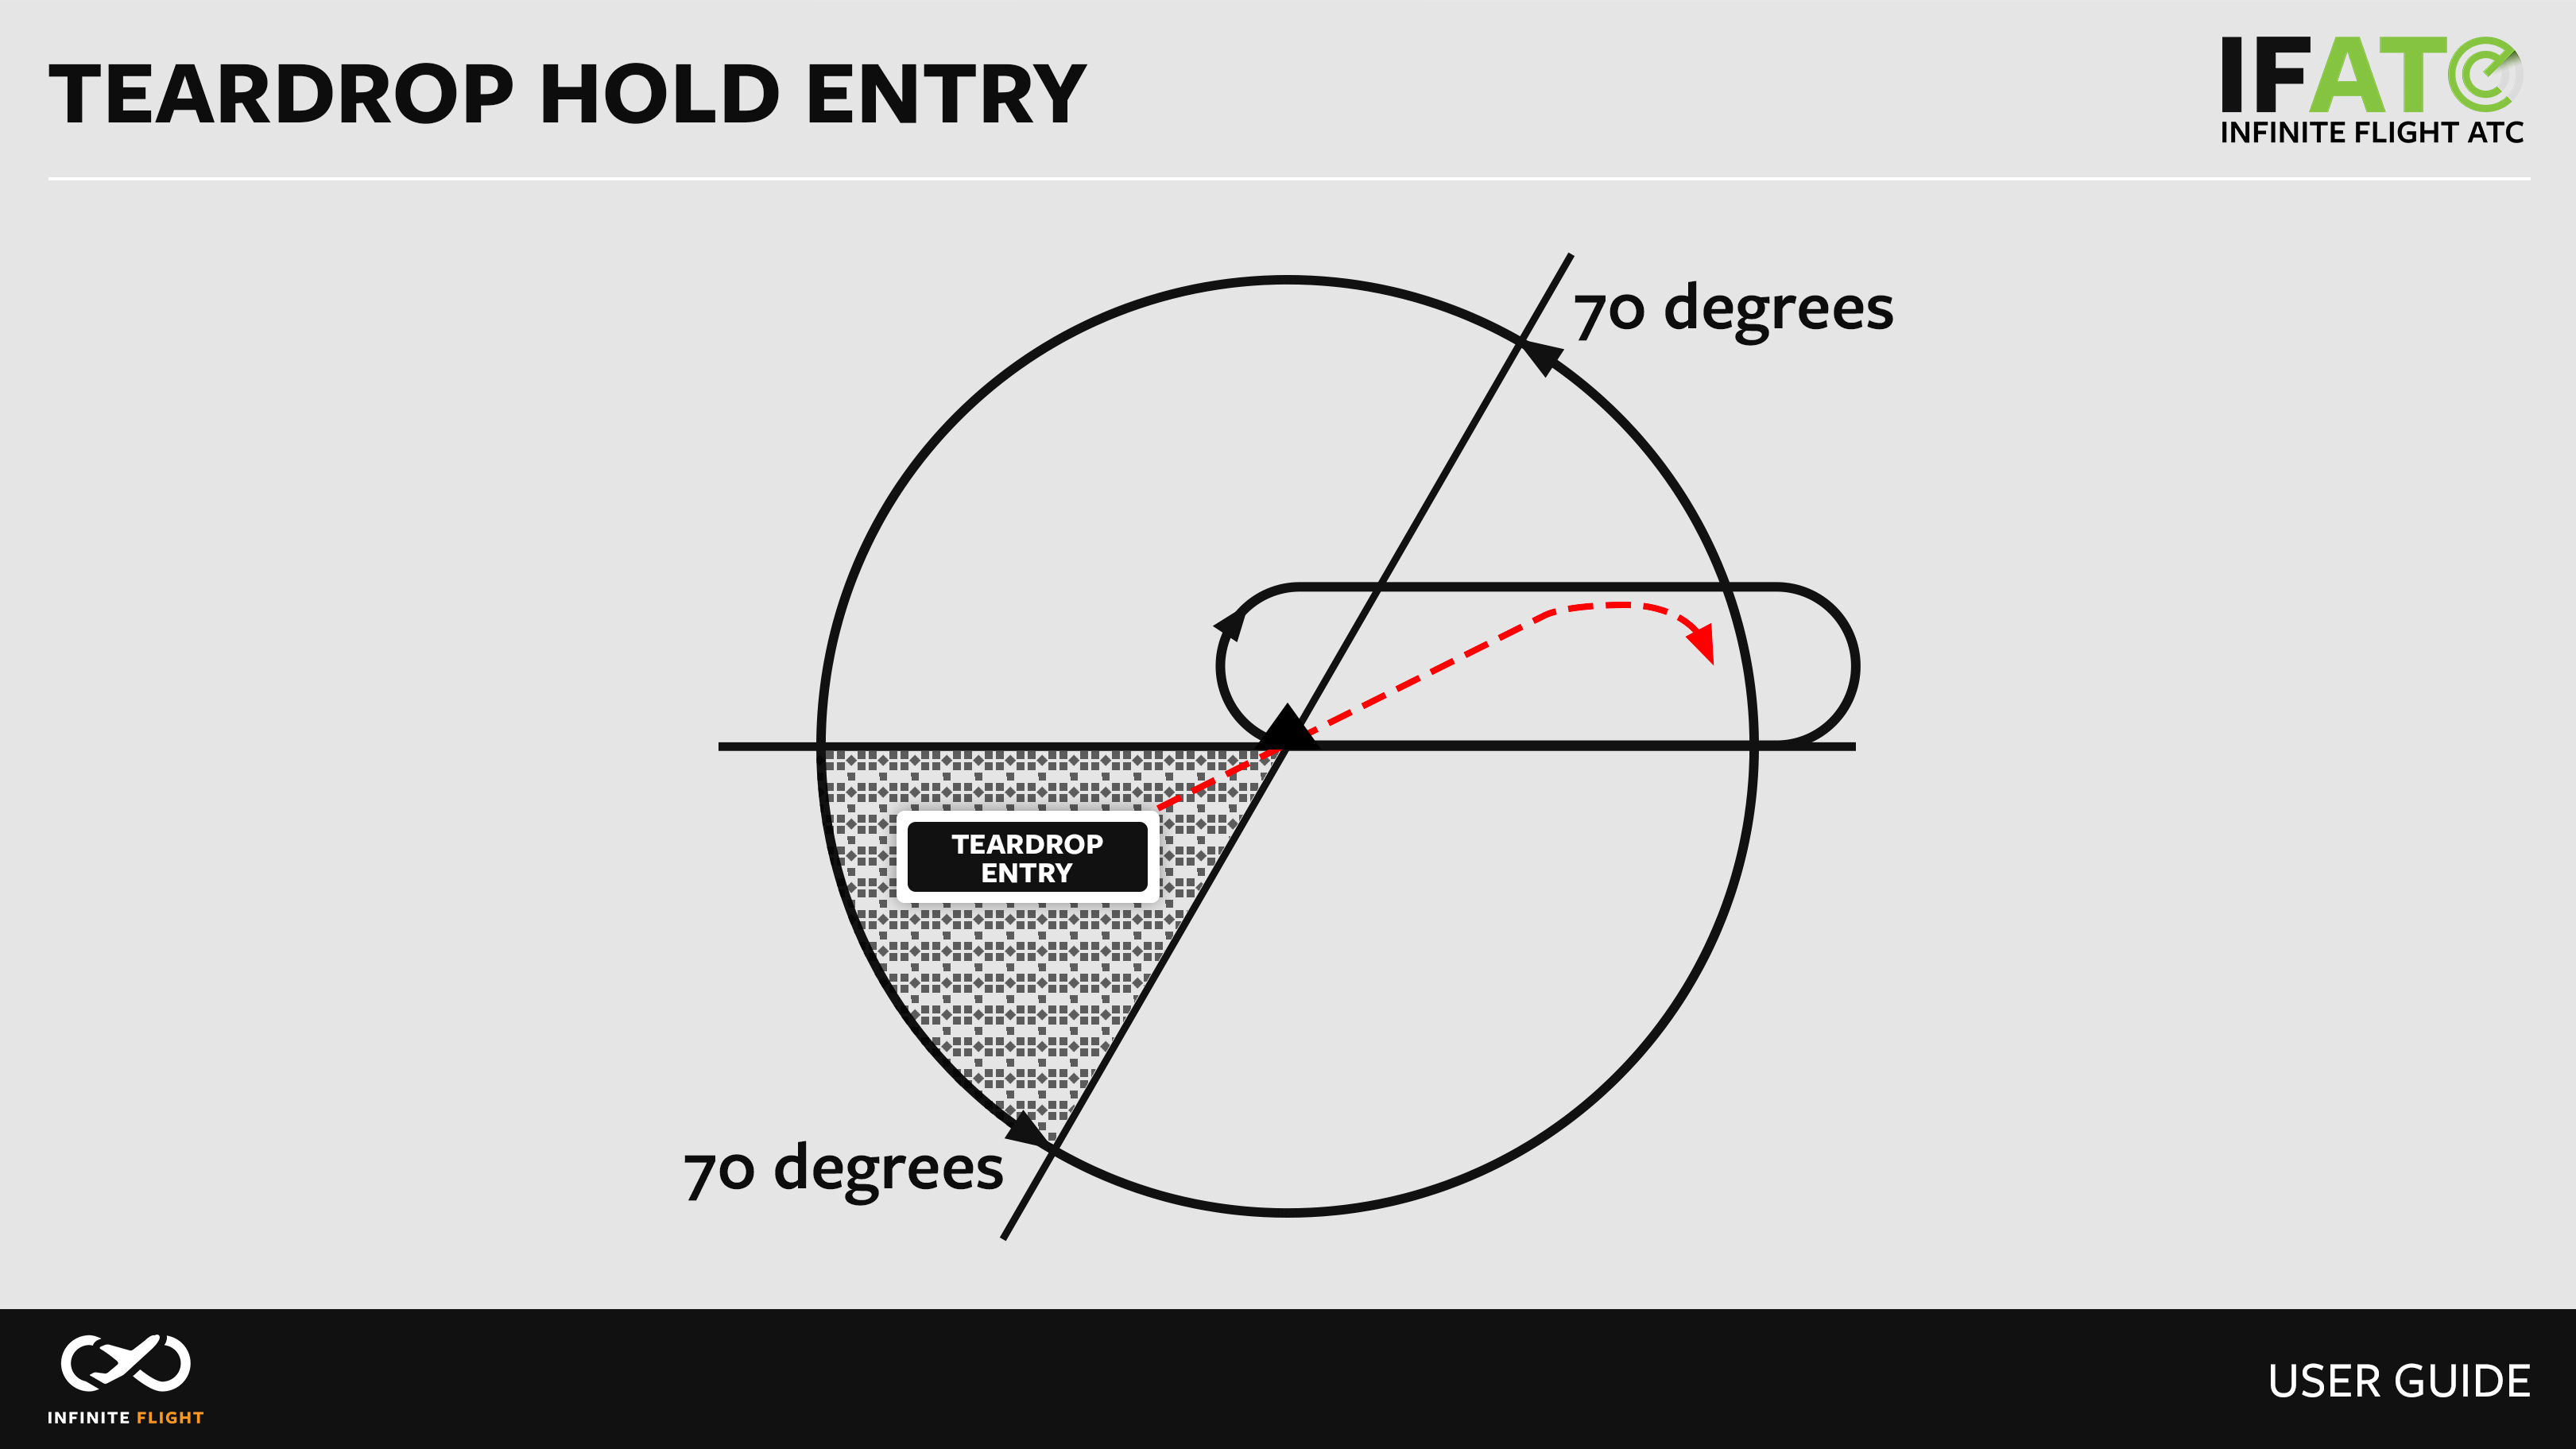 TEARDROP HOLD ENTRY
IFATC
INFINITE FLIGHT ATC
70 degrees
TEARDROP
ENTRY
70 degrees
INFINITE FLIGHT
USER GUIDE